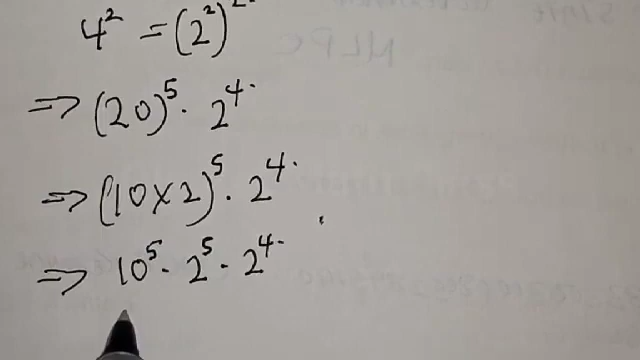 4² = (2²)²
=> (20)⁵ · 2⁴·
=> (10×2)⁵ · 2⁴·
=> 10⁵ · 2⁵ · 2⁴·